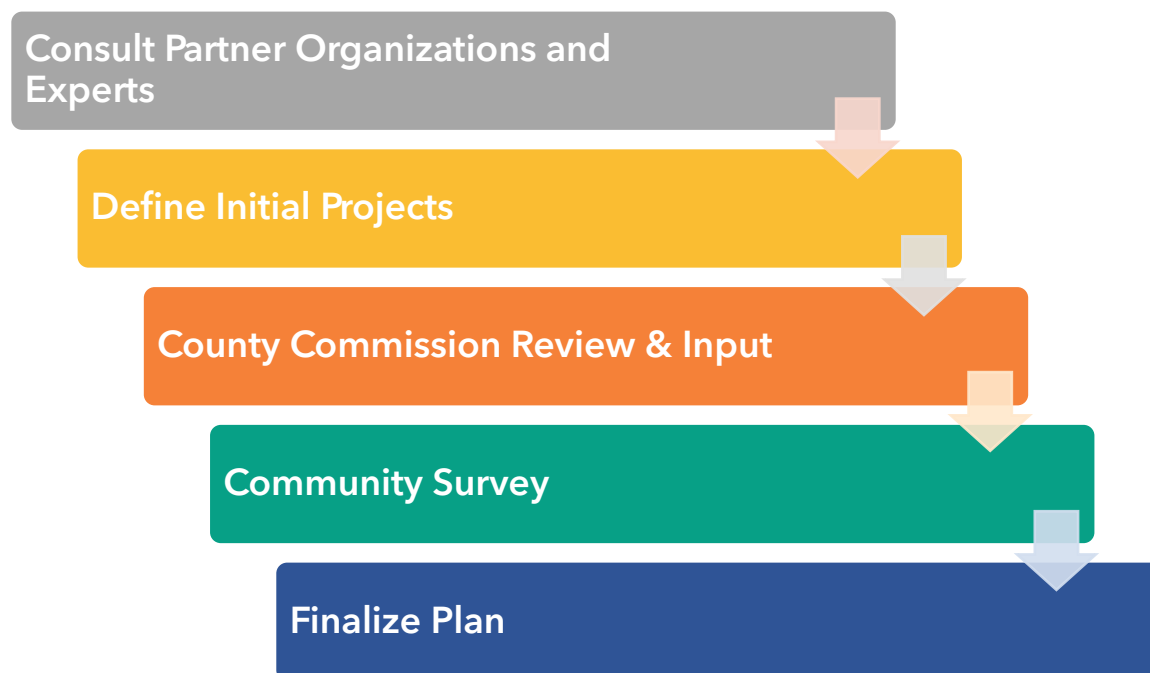 Consult Partner Organizations and
Experts
Define Initial Projects
County Commission Review & Input
Community Survey
Finalize Plan